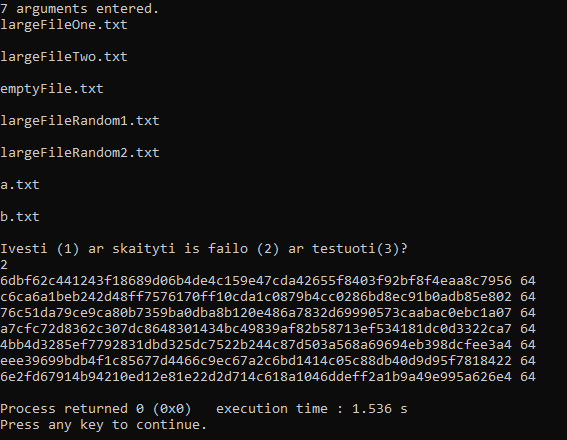 7 arguments entered.
largeFileOne.txt
largeFileTwo.txt
emptyFile.txt
largeFileRandom1.txt
largeFileRandom2.txt
a.txt
b.txt
Ivesti (1) ar skaityti is failo (2) ar testuoti(3)?
2
6dbf62c441243f18689d06b4de4c159e47cda42655f8403f92bf8f4eaa8c7956 64
c6ca6a1beb242d48ff7576170ff10cda1c0879b4cc0286bd8ec91b0adb85e802 64
76c51da79ce9ca80b7359ba0dba8b120e486a7832d69990573caabac0ebc1a07 64
a7cfc72d8362c307dc8648301434bc49839af82b58713ef534181dc0d3322ca7 64
4bb4d3285ef7792831dbd325dc7522b244c87d503a568a69694eb398dcfee3a4 64
eee39699bdb4f1c85677d4466c9ec67a2c6bd1414c05c88db40d9d95f7818422 64
6e2fd67914b94210ed12e81e22d2d714c618a1046ddeff2a1b9a49e995a626e4 64
Process returned 0 (0x0)   execution time : 1.536 s
Press any key to continue.